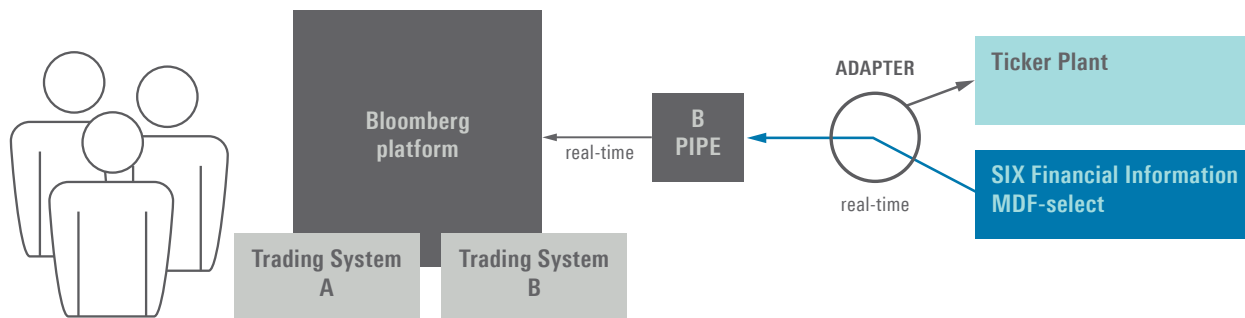 Bloomberg
platform
Trading System
A
Trading System
B
real-time
B
PIPE
ADAPTER
real-time
Ticker Plant
SIX Financial Information
MDF-select